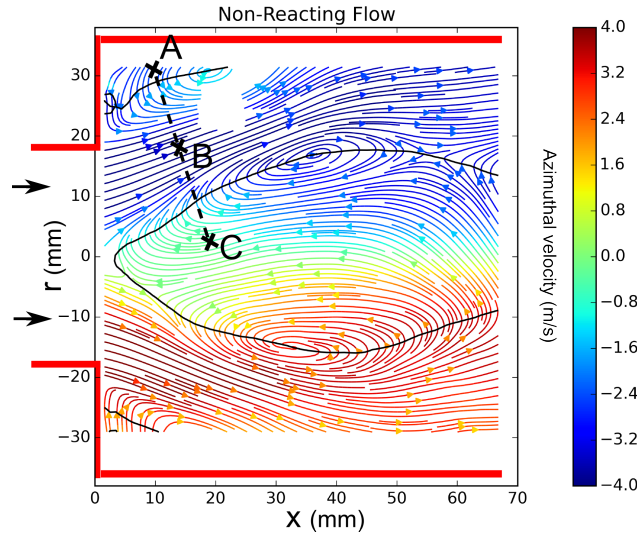 Non-Reacting Flow
A
B
C
30
20
10
0
−10
−20
−30
r (mm)
0 10 20 30 40 50 60 70
x (mm)
4.0
3.2
2.4
1.6
0.8
0.0
−0.8
−1.6
−2.4
−3.2
−4.0
Azimuthal velocity (m/s)